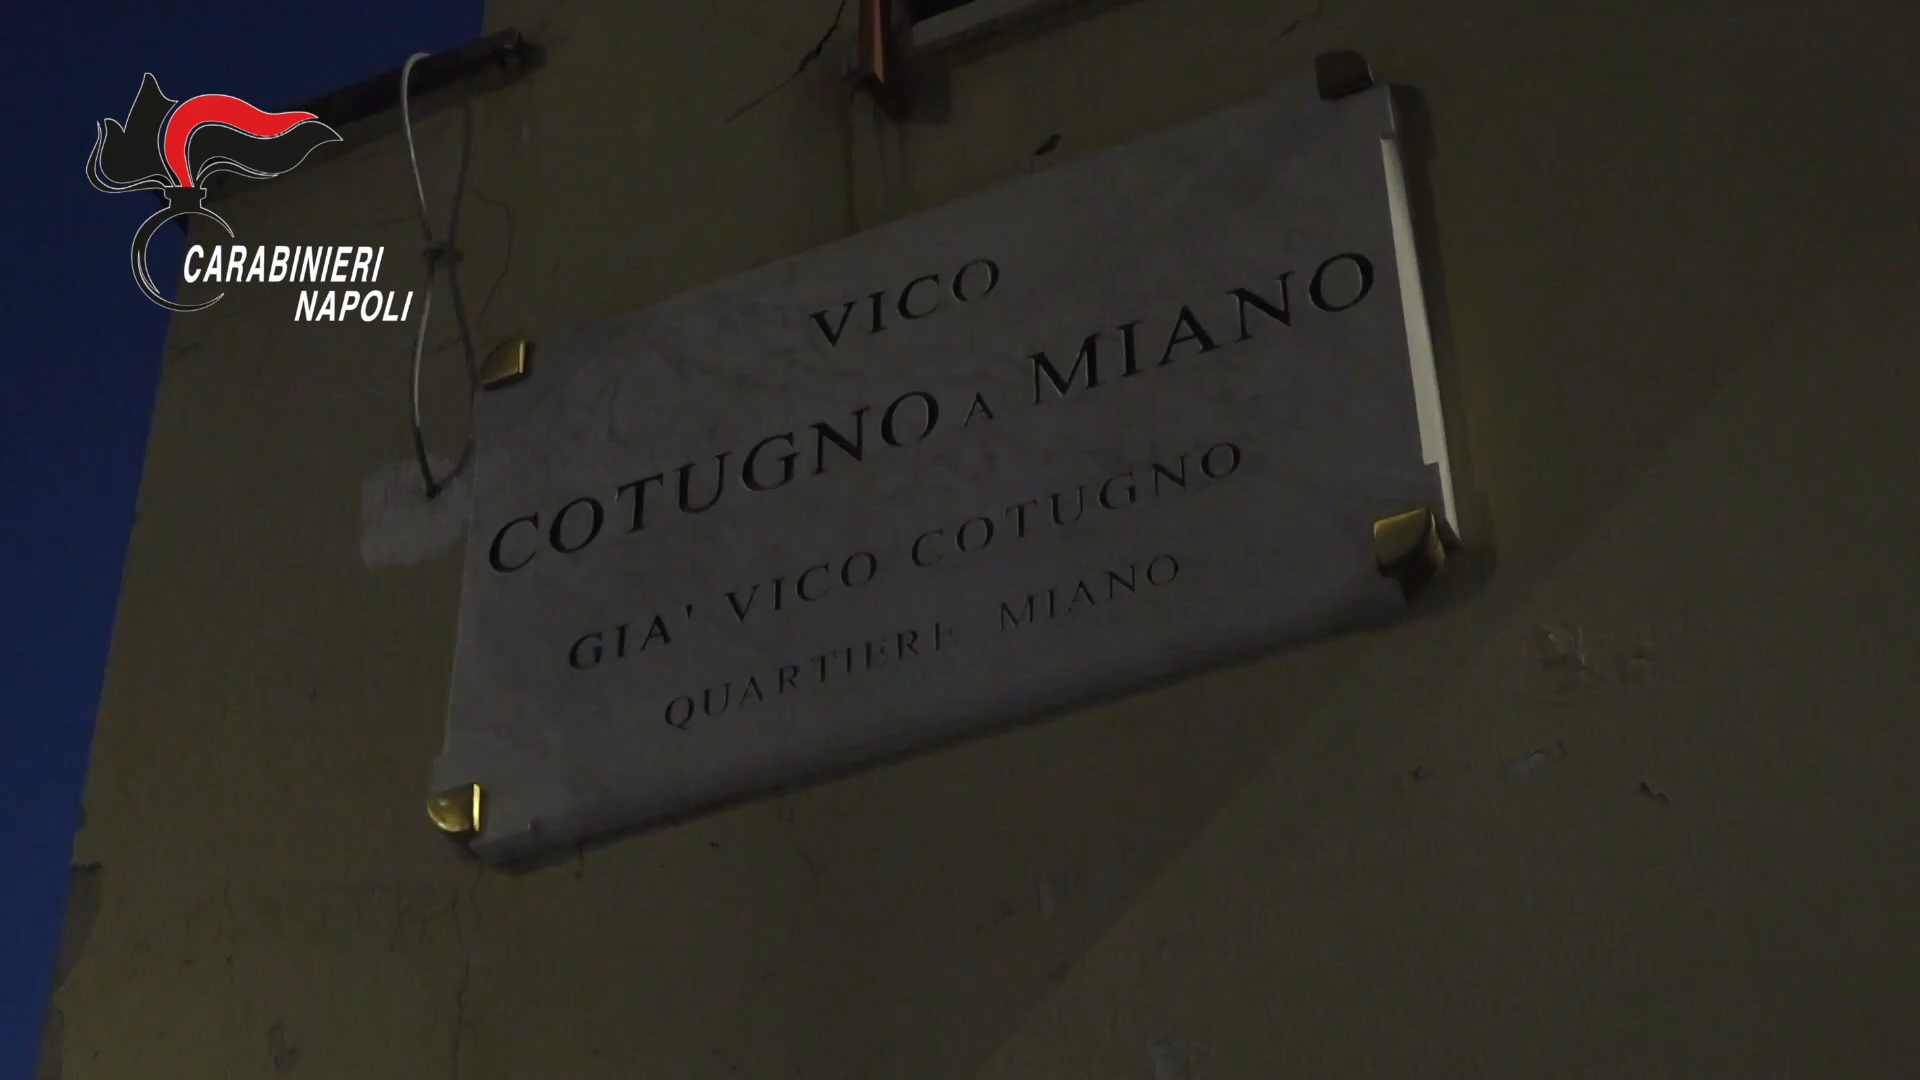 CARABINIERI
NAPOLI
VICO
COTUGNO A MIANO
GIA' VICO COTUGNO
QUARTIERE MIANO